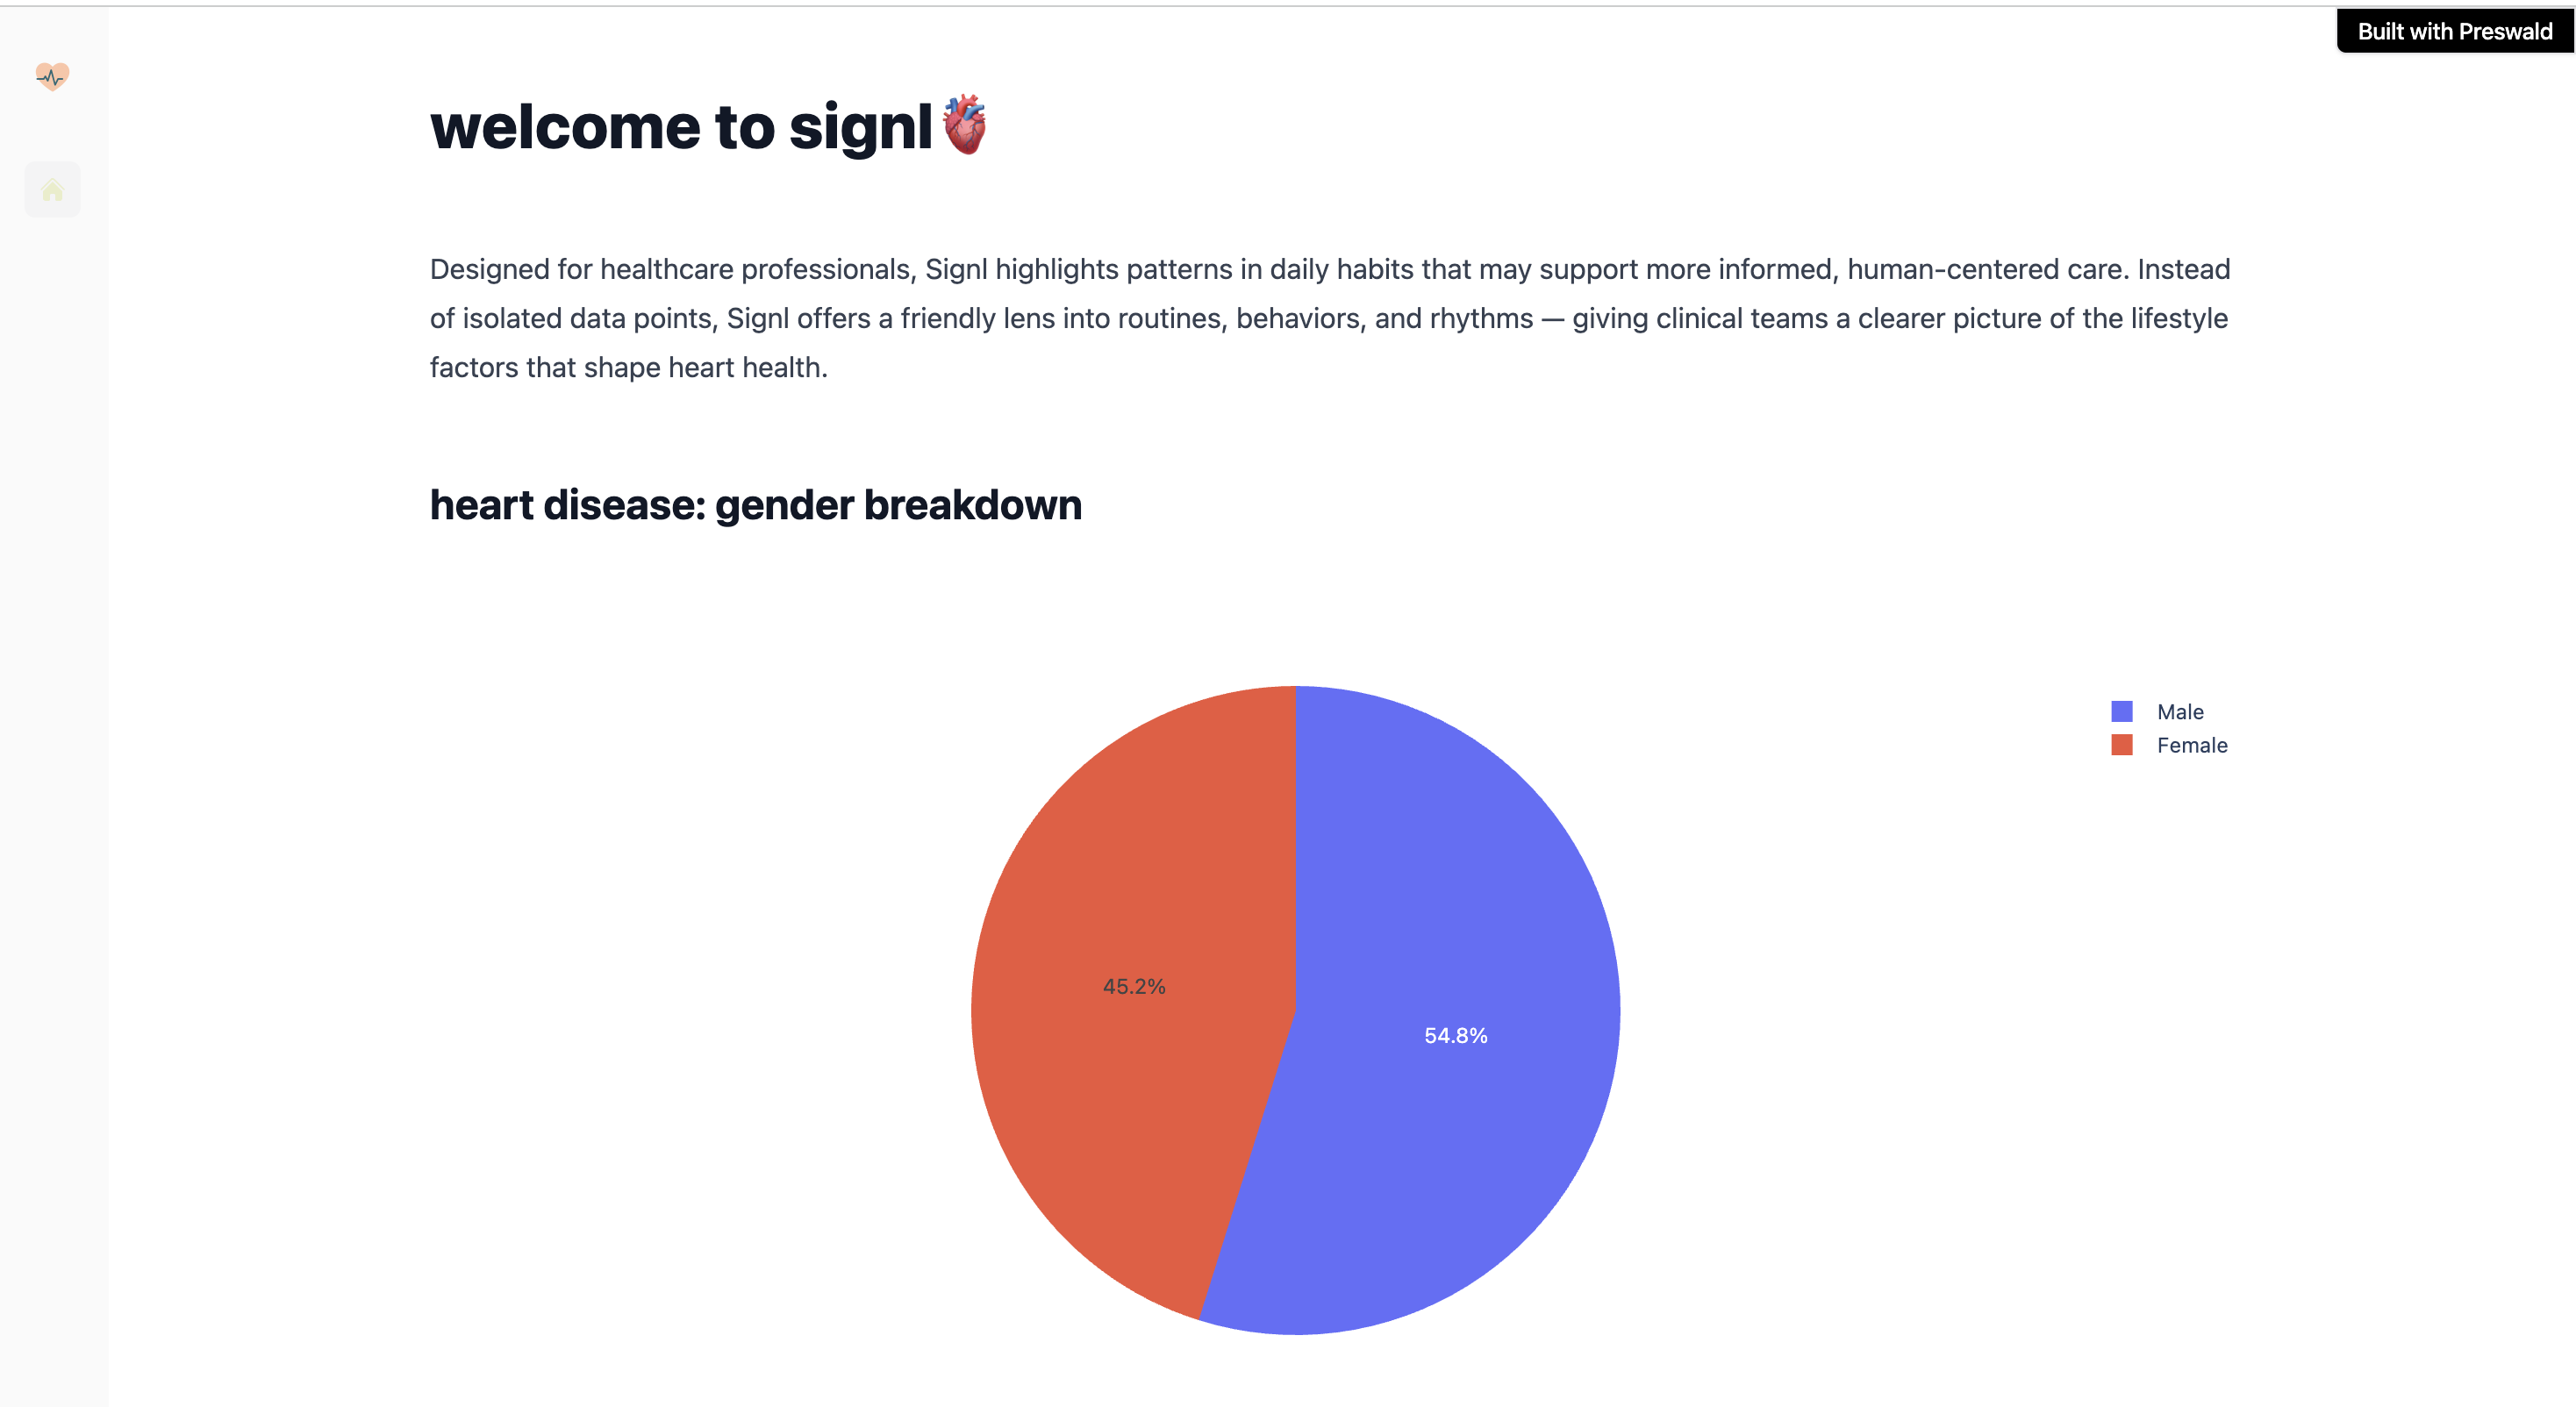 Built with Preswald
welcome to signl🫀
Designed for healthcare professionals, Signl highlights patterns in daily habits that may support more informed, human-centered care. Instead
of isolated data points, Signl offers a friendly lens into routines, behaviors, and rhythms — giving clinical teams a clearer picture of the lifestyle
factors that shape heart health.
heart disease: gender breakdown
Male
Female
45.2%
54.8%